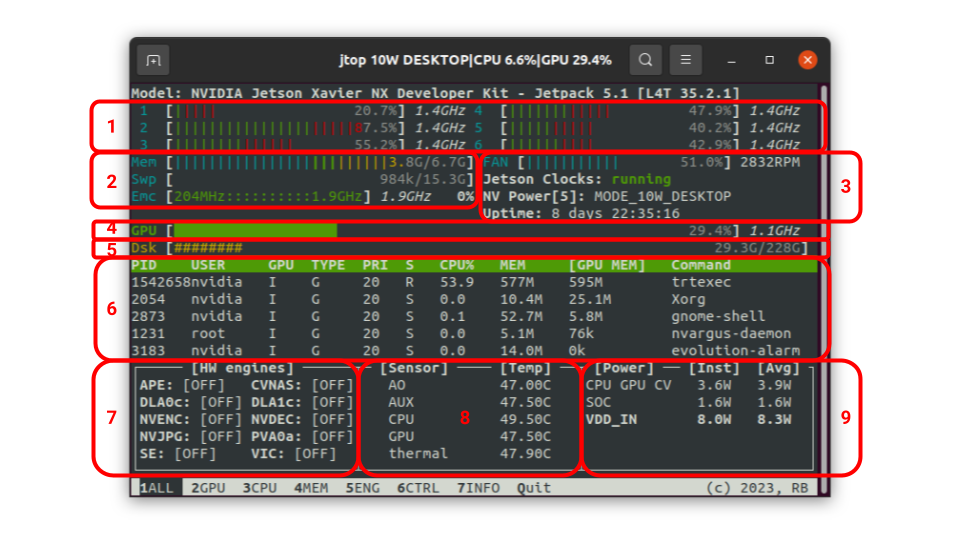 jtop 10W DESKTOP|CPU 6.6%|GPU 29.4%
Model: NVIDIA Jetson Xavier NX Developer Kit - Jetpack 5.1 [L4T 35.2.1]
1
1 [||||| 20.7%] 1.4GHz 4 [|||||||||||| 47.9%] 1.4GHz
2 [||||||||||||||||||||||67.5%] 1.4GHz 5 [|||||||||| 40.2%] 1.4GHz
3 [|||||||||||||| 55.2%] 1.4GHz 6 [|||||||||| 42.9%] 1.4GHz
2
Mem [||||||||||||||||||||||||||3.8G/6.7G] FAN [||||||||||| 51.0%] 2832RPM
Swp [ 984k/15.3G] Jetson Clocks: running
3
Emc [204MHz::::::::::1.9GHz] 1.9GHz 0% NV Power[5]: MODE_10W_DESKTOP
Uptime: 8 days 22:35:16
4
GPU [ 29.4%] 1.1GHz
5
Dsk [######## 29.3G/228G]
PID USER GPU TYPE PRI S CPU% MEM [GPU MEM] Command
1542658nvidia I G 20 R 53.9 577M 595M trtexec
2054 nvidia I G 20 S 0.0 10.4M 25.1M Xorg
6
2873 nvidia I G 20 S 0.1 52.7M 5.8M gnome-shell
1231 root I G 20 S 0.0 5.1M 76k nvargus-daemon
3183 nvidia I G 20 S 0.0 14.0M 0k evolution-alarm
[HW engines] [Sensor] [Temp] [Power] [Inst] [Avg]
APE: [OFF] CVNAS: [OFF] AO 47.00C CPU GPU CV 3.6W 3.9W
DLA0c: [OFF] DLA1c: [OFF] AUX 47.50C SOC 1.6W 1.6W
7 NVENC: [OFF] NVDEC: [OFF] CPU 8 49.50C VDD_IN 8.0W 8.3W 9
NVJPG: [OFF] PVA0a: [OFF] GPU 47.50C
SE: [OFF] VIC: [OFF] thermal 47.90C
1ALL 2GPU 3CPU 4MEM 5ENG 6CTRL 7INFO Quit (c) 2023, RB